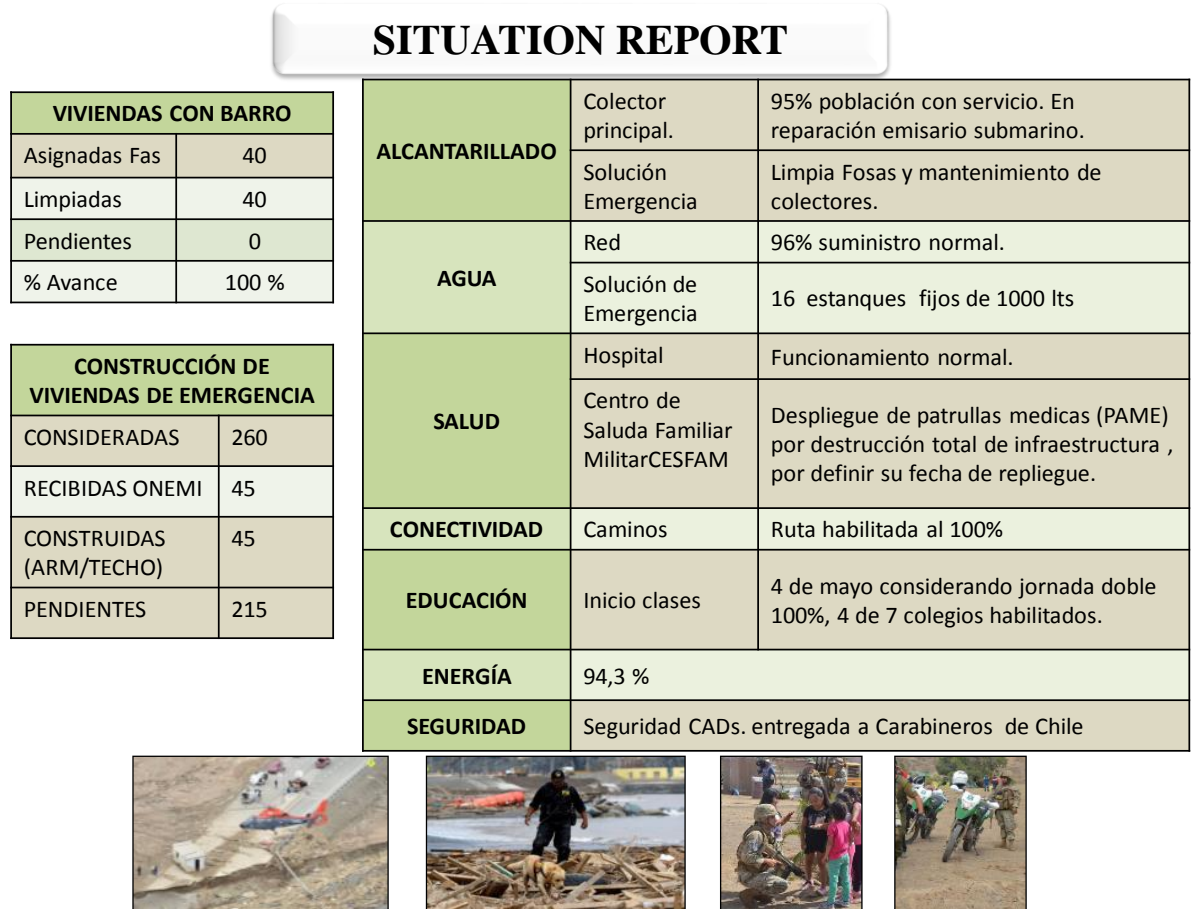 SITUATION REPORT
VIVIENDAS CON BARRO
Asignadas Fas 40
Limpiadas 40
Pendientes 0
% Avance 100 %
CONSTRUCCIÓN DE
VIVIENDAS DE EMERGENCIA
CONSIDERADAS 260
RECIBIDAS ONEMI 45
CONSTRUIDAS
(ARM/TECHO) 45
PENDIENTES 215
ALCANTARILLADO
Colector
principal.
95% población con servicio. En
reparación emisario submarino.
Solución
Emergencia
Limpia Fosas y mantenimiento de
colectores.
AGUA
Red
96% suministro normal.
Solución de
Emergencia
16 estanques fijos de 1000 lts
SALUD
Hospital
Funcionamiento normal.
Centro de
Saluda Familiar
MilitarCESFAM
Despliegue de patrullas medicas (PAME)
por destrucción total de infraestructura ,
por definir su fecha de repliegue.
CONECTIVIDAD
Caminos
Ruta habilitada al 100%
EDUCACIÓN
Inicio clases
4 de mayo considerando jornada doble
100%, 4 de 7 colegios habilitados.
ENERGÍA
94,3 %
SEGURIDAD
Seguridad CADs. entregada a Carabineros de Chile